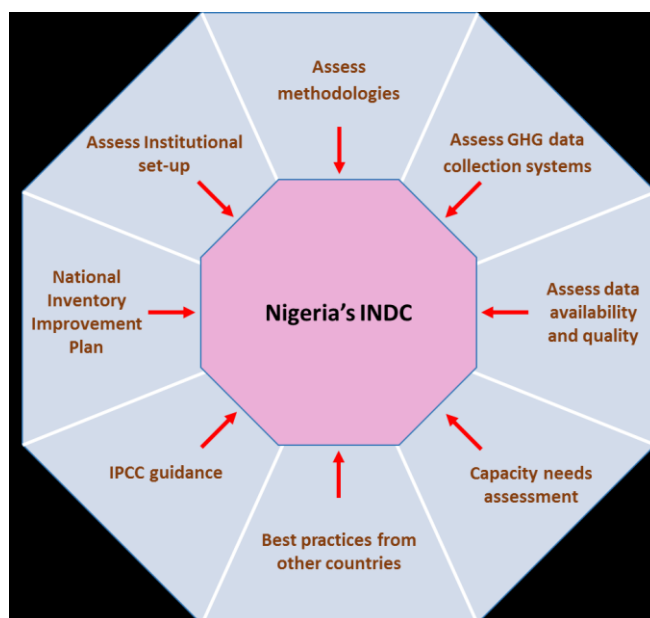 Assess
methodologies
Assess GHG data
collection systems
Assess data
availability
and quality
Capacity needs
assessment
Best practices from
other countries
IPCC guidance
National
Inventory
Improvement
Plan
Assess Institutional
set-up
Nigeria's INDC